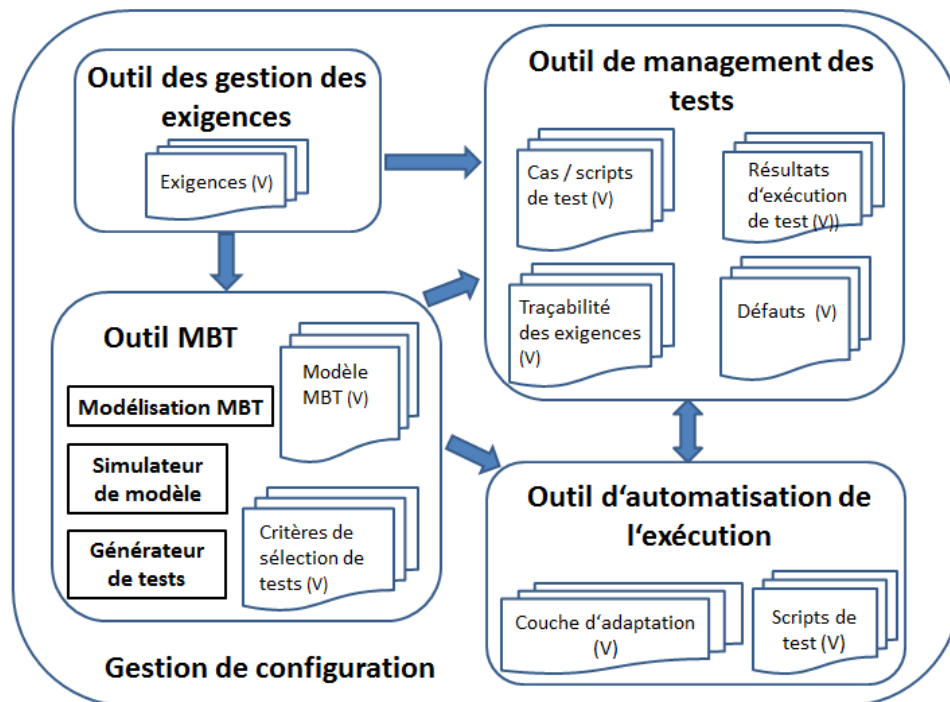 Outil des gestion des
exigences
Exigences (V)
Outil de management des
tests
Cas / scripts
de test (V)
Résultats
d‘exécution
de test (V))
Traçabilité
des exigences
(V)
Défauts (V)
Outil MBT
Modèle
MBT (V)
Modélisation MBT
Simulateur
de modèle
Générateur
de tests
Critères de
sélection de
tests (V)
Outil d‘automatisation de
l‘exécution
Couche d‘adaptation
(V)
Scripts de
test (V)
Gestion de configuration